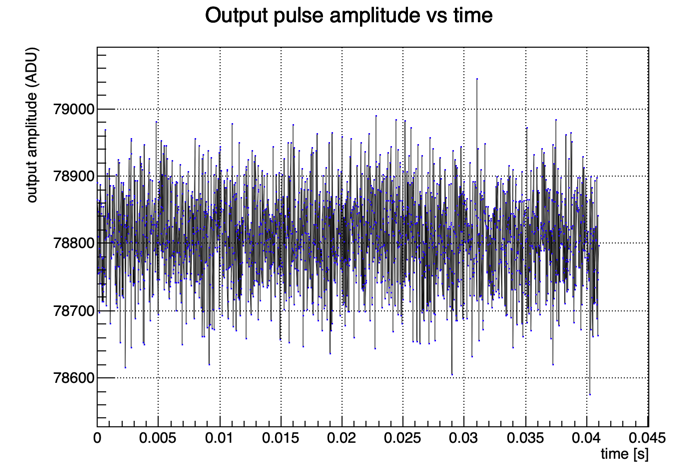 Output pulse amplitude vs time
output amplitude (ADU)
79000
78900
78800
78700
78600
0 0.005 0.01 0.015 0.02 0.025 0.03 0.035 0.04 0.045
time [s]